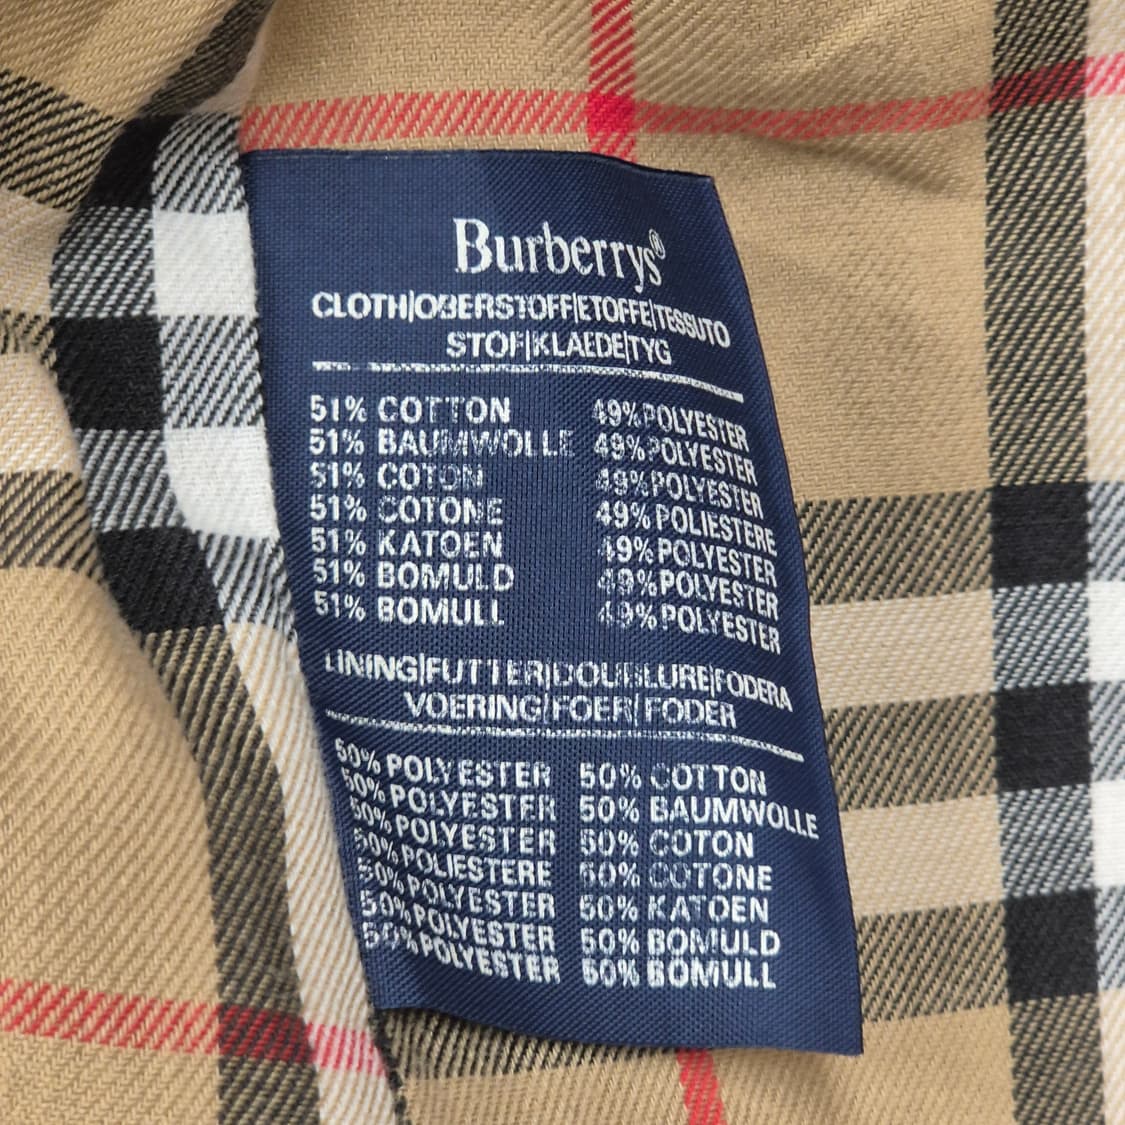 Burberrys®
CLOTH|OBERSTOFF|ETOFFE|TESSUTO
STOF|KLAEDE|TYG
51% COTTON 49% POLYESTER
51% BAUMWOLLE 49% POLYESTER
51% COTON 49% POLYESTER
51% COTONE 49% POLIESTERE
51% KATOEN 49% POLYESTER
51% BOMULD 49% POLYESTER
51% BOMULL 49% POLYESTER
LINING|FUTTER|DOUBLURE|FODERA
VOERING|FOER|FODER
50% POLYESTER 50% COTTON
50% POLYESTER 50% BAUMWOLLE
50% POLYESTER 50% COTON
50% POLIESTERE 50% COTONE
50% POLYESTER 50% KATOEN
50% POLYESTER 50% BOMULD
50% POLYESTER 50% BOMULL